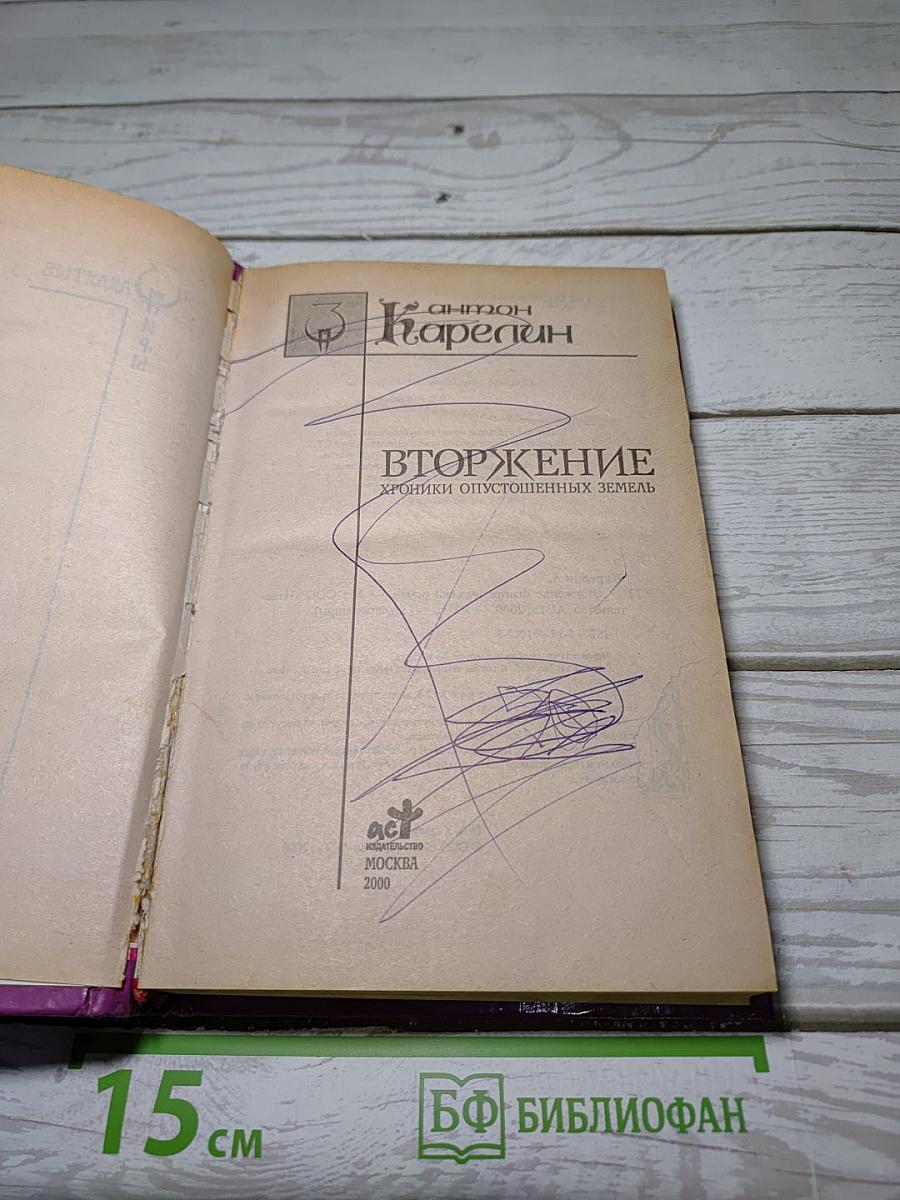 антон
Карелин
ВТОРЖЕНИЕ
ХРОНИКИ ОПУСТОШЕННЫХ ЗЕМЕЛЬ
аст
ИЗДАТЕЛЬСТВО
МОСКВА
2000
15 см
БФ БИБЛИОФАН